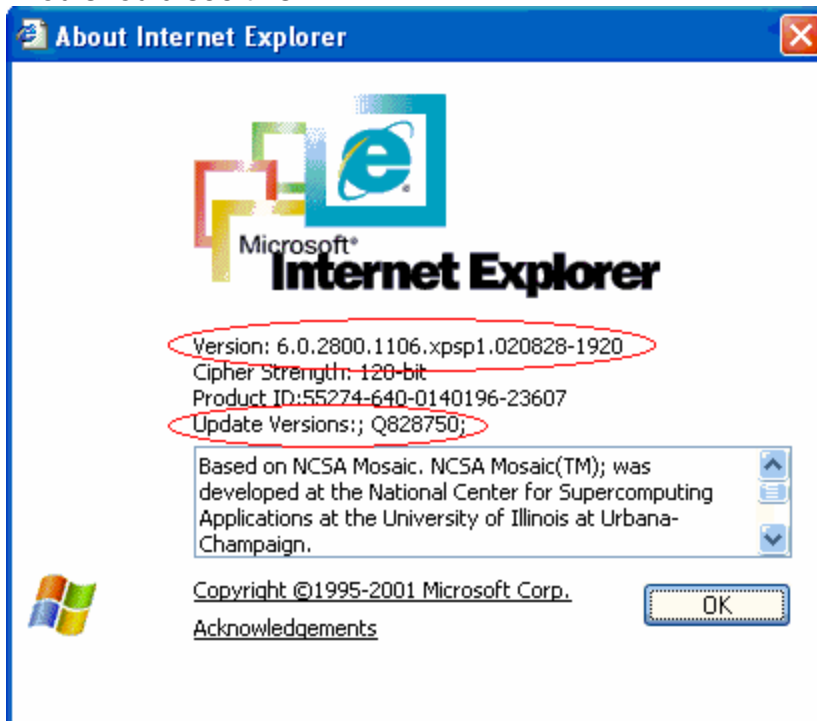 About Internet Explorer
Microsoft®
Internet Explorer
Version: 6.0.2800.1106.xpsp1.020828-1920
Cipher Strength: 128-bit
Product ID:55274-640-0140196-23607
Update Versions:; Q828750;
Based on NCSA Mosaic. NCSA Mosaic(TM); was
developed at the National Center for Supercomputing
Applications at the University of Illinois at Urbana-
Champaign.
Copyright ©1995-2001 Microsoft Corp.
OK
Acknowledgements